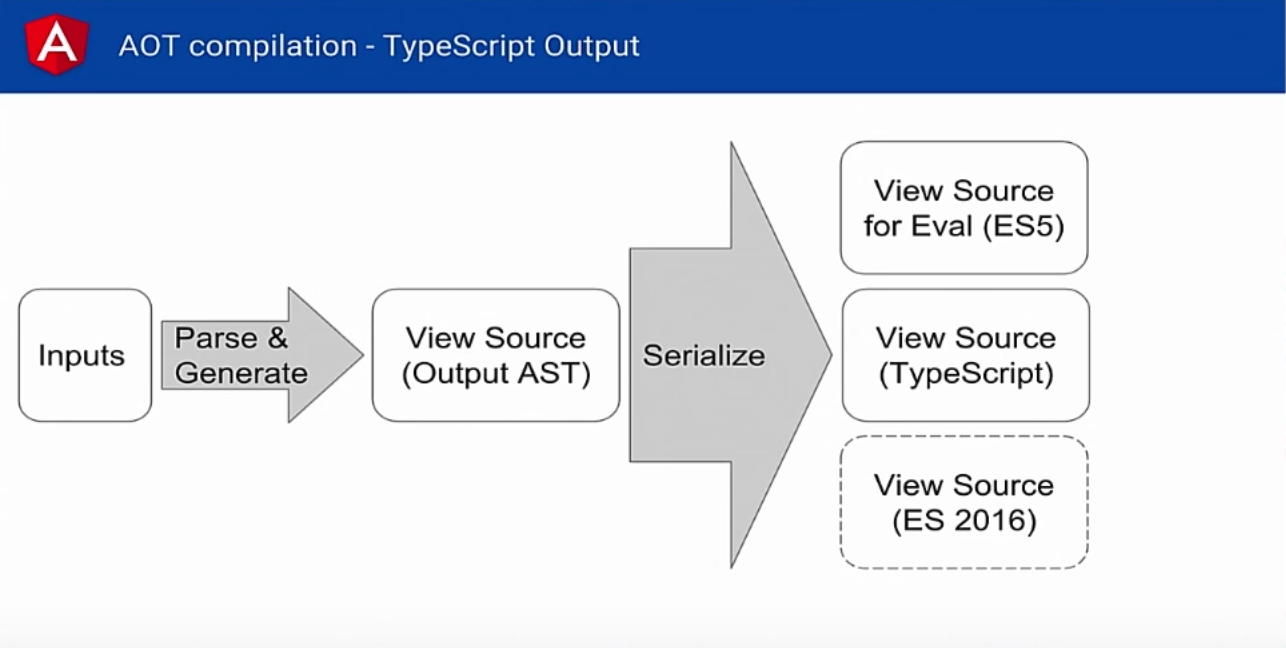 A
AOT compilation - TypeScript Output
Inputs
Parse &
Generate
View Source
(Output AST)
Serialize
View Source
for Eval (ES5)
View Source
(TypeScript)
View Source
(ES 2016)